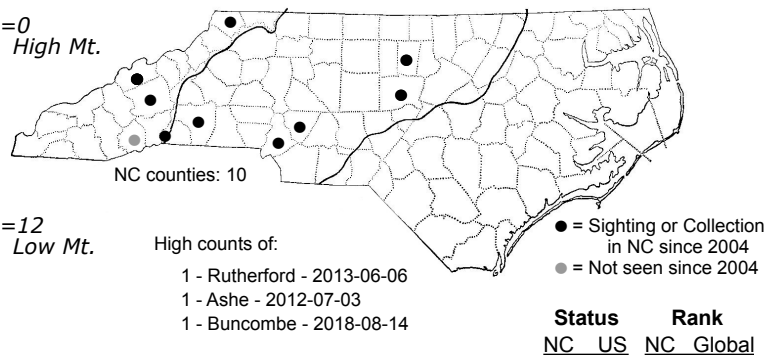 =0
High Mt.
NC counties: 10
=12
Low Mt.
High counts of:
1 - Rutherford - 2013-06-06
1 - Ashe - 2012-07-03
1 - Buncombe - 2018-08-14
● = Sighting or Collection
in NC since 2004
● = Not seen since 2004
Status Rank
NC US NC Global